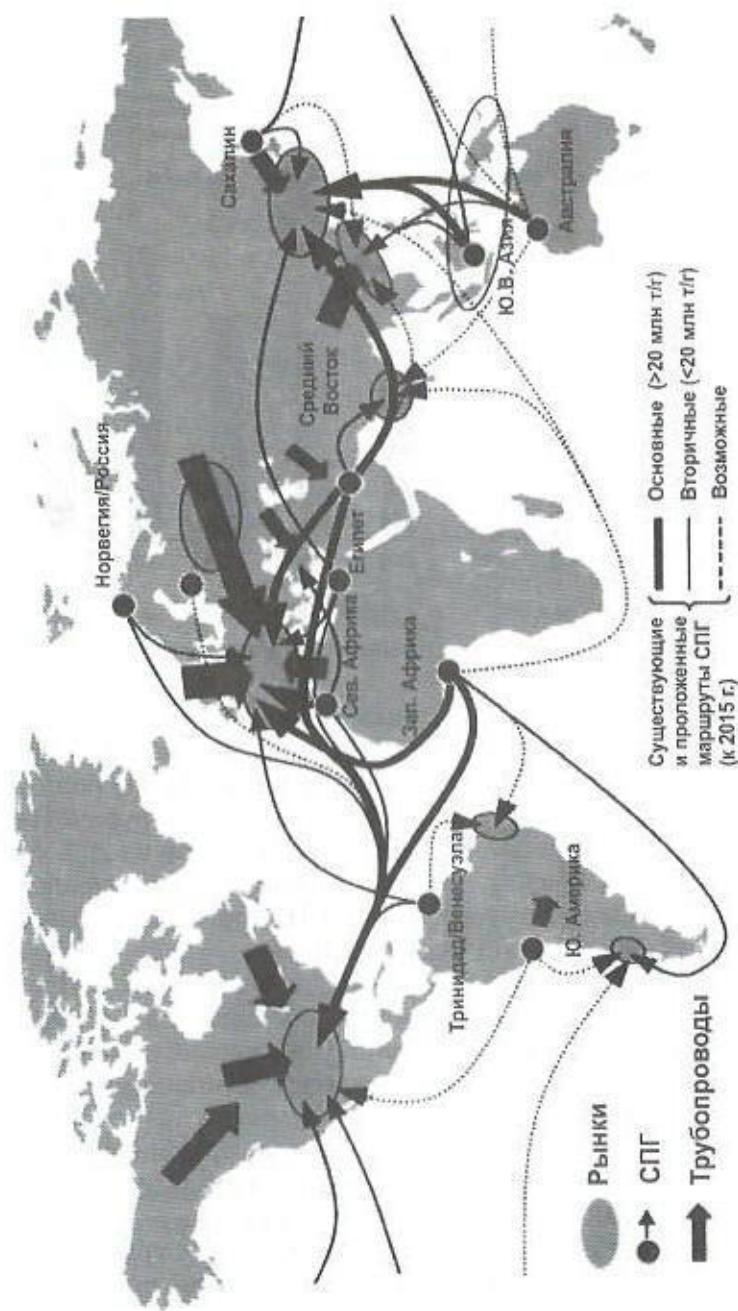 Норвегия/Россия
Сахалин
Средний
Восток
Сев. Африка
Египет
Зап. Африка
Ю.В. Азия
Австралия
Тринидад/Венесуэла
Ю. Америка
Рынки
СПГ
Трубопроводы
Существующие
и проложенные
маршруты СПГ
(к 2015 г.)
Основные (>20 млн т/г)
Вторичные (<20 млн т/г)
Возможные